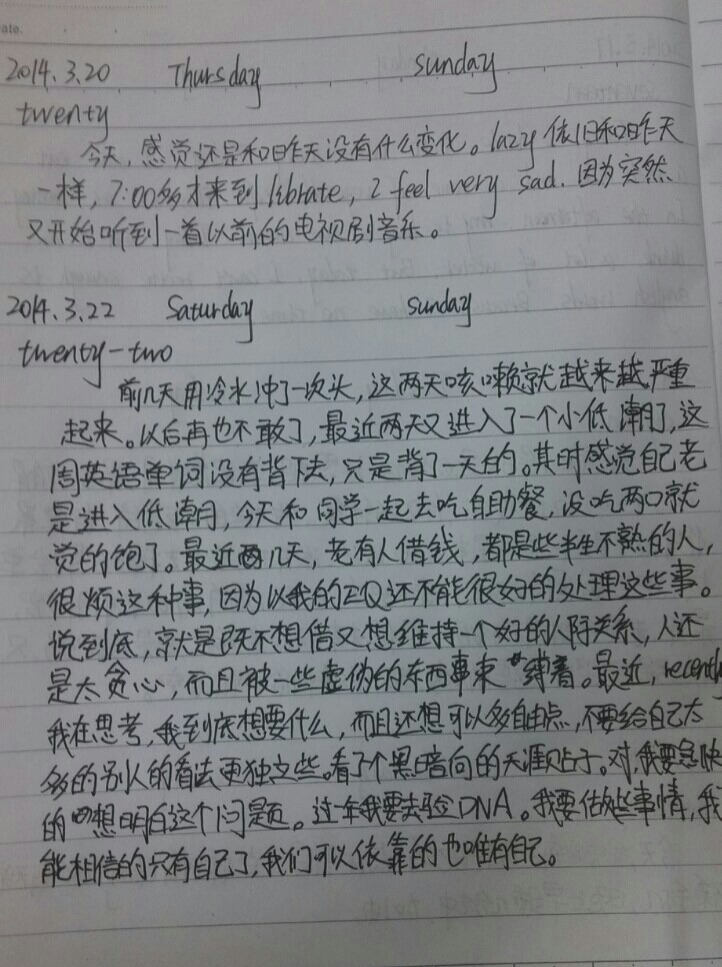 ate.
2014.3.20 Thursday sunday
twenty
今天,感觉还是和昨天没有什么变化。lazy 依旧和昨天
一样,7:00多才来到librate, I feel very sad. 因为突然
又开始听到一首以前的电视剧音乐。
2014.3.22 Saturday sunday
twenty-two
前几天用冷水冲了一次头,这两天咳嗽就越来越严重
起来。以后再也不敢了,最近两天又进入了一个小低潮了,这
周英语单词没有背下去,只是背了一天的。其时感觉自己老
是进入低潮,今天和同学一起去吃自助餐,没吃两口就
觉的饱了。最近几天,老有人借钱,都是些半生不熟的人,
很烦这种事,因为以我的EQ还不能很好的处理这些事。
说到底,就是既不想借又想维持一个好的人际关系,人还
是太贪心,而且被一些虚伪的东西事束缚着。最近,recently
我在思考,我到底想要什么,而且还想可以多自由点,不要给自己太
多的别人的看法更独立些。看了个黑暗向的天涯贴子。对,我要急快
的想明白这个问题。过年我要去验DNA。我要做些事情,我
能相信的只有自己了,我们可以依靠的也唯有自己。